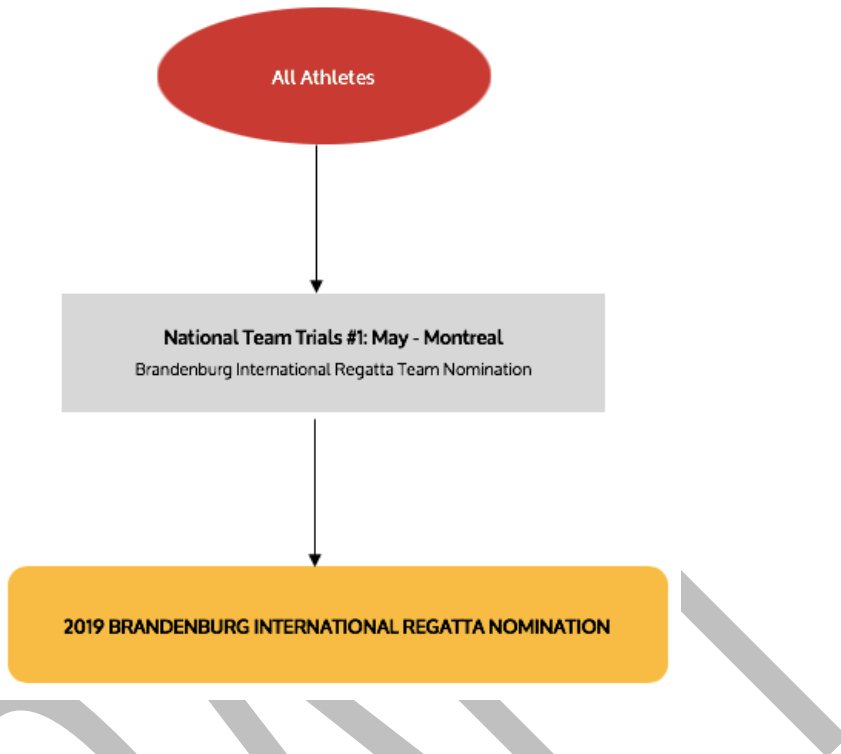 All Athletes
National Team Trials #1: May - Montreal
Brandenburg International Regatta Team Nomination
2019 BRANDENBURG INTERNATIONAL REGATTA NOMINATION